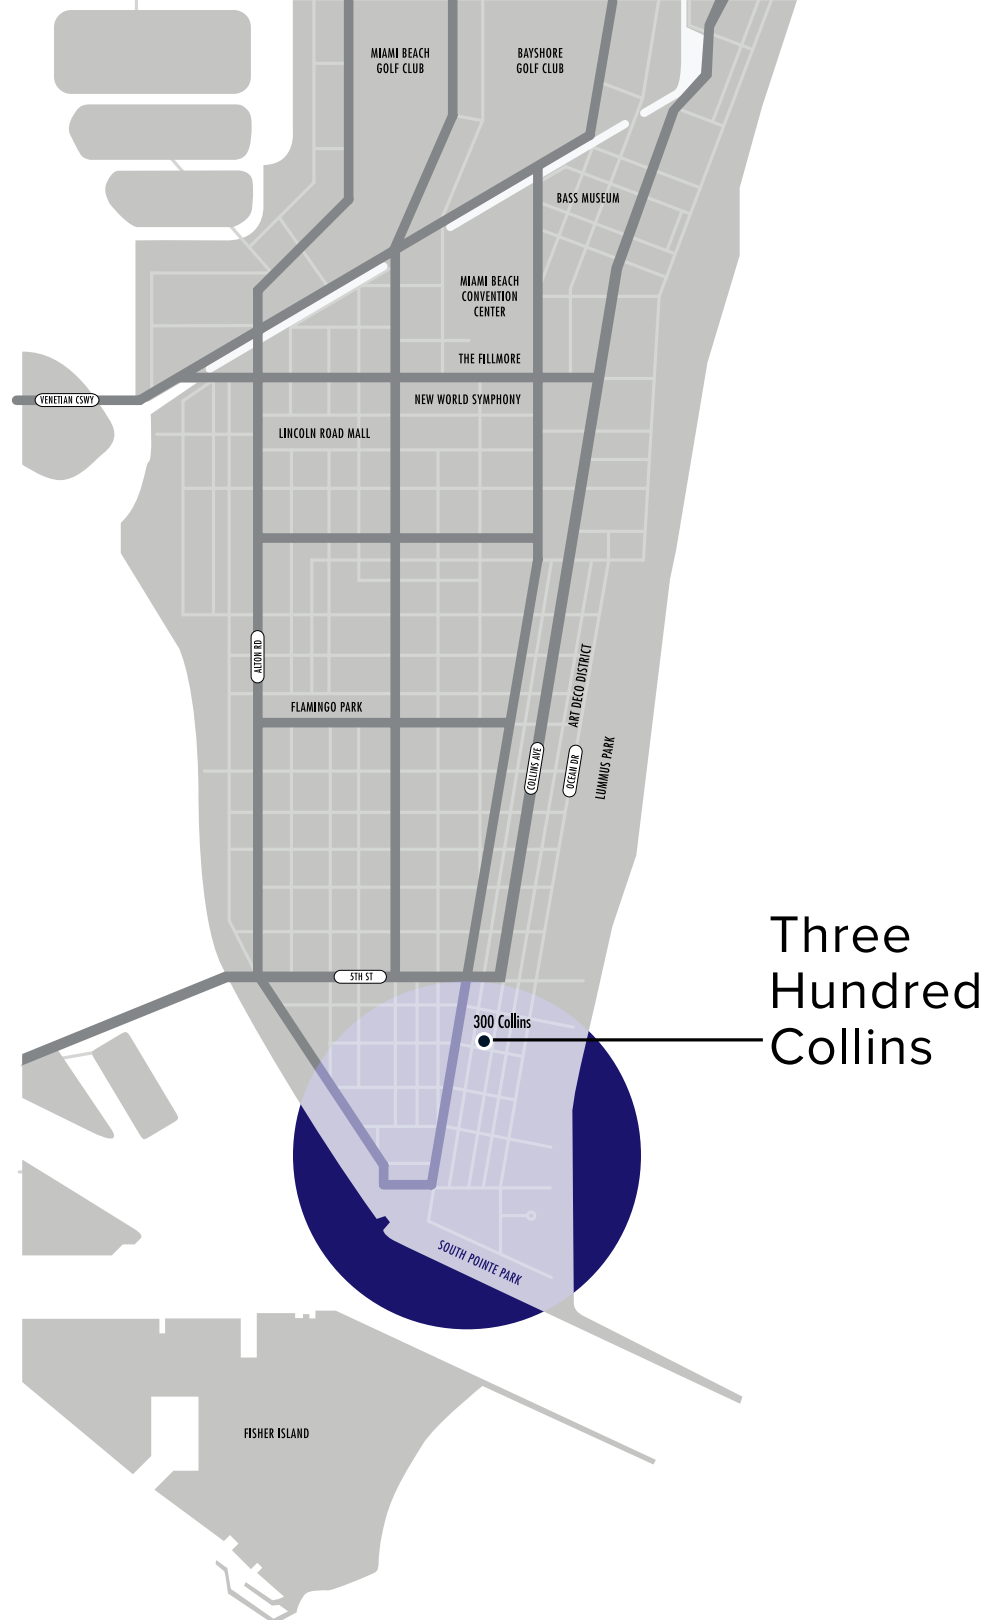 MIAMI BEACH
GOLF CLUB
BAYSHORE
GOLF CLUB
BASS MUSEUM
MIAMI BEACH
CONVENTION
CENTER
THE FILLMORE
VENETIAN CSWY
NEW WORLD SYMPHONY
LINCOLN ROAD MALL
ALTON RD
ART DECO DISTRICT
FLAMINGO PARK
COLLINS AVE
OCEAN DR
LUMMUS PARK
5TH ST
300 Collins
Three
Hundred
Collins
SOUTH POINTE PARK
FISHER ISLAND